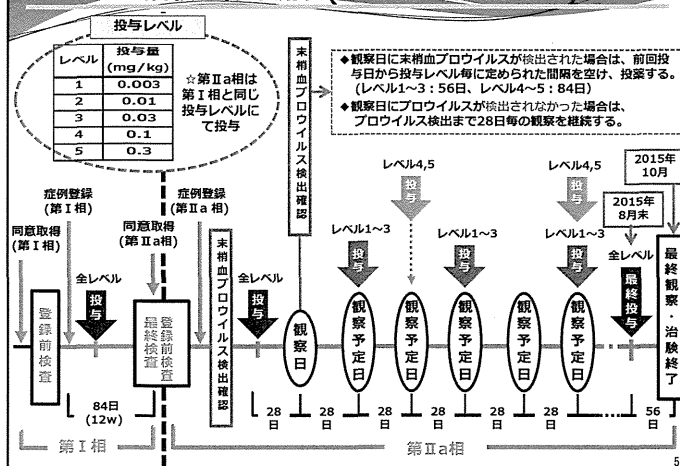 投与レベル
レベル 投与量
(mg/kg)
1 0.003
2 0.01
3 0.03
4 0.1
5 0.3
☆第Ⅱa相は
第Ⅰ相と同じ
投与レベルに
て投与
末梢血プロウイルス検出確認
◆観察日に末梢血プロウイルスが検出された場合は、前回投
与日から投与レベル毎に定められた間隔を空け、投薬する。
(レベル1~3:56日、レベル4~5:84日)
◆観察日にプロウイルスが検出されなかった場合は、
プロウイルス検出まで28日毎の観察を継続する。
2015年
10月
2015年
8月末
症例登録
(第Ⅰ相)
症例登録
(第Ⅱa相)
同意取得
(第Ⅰ相)
同意取得
(第Ⅱa相)
レベル4,5
投与
レベル4,5
投与
レベル1~3
投与
レベル1~3
投与
レベル1~3
投与
全レベル
投与
全レベル
投与
全レベル
最終投与
登録前検査
最終検査
登録前検査
末梢血プロウイルス検出確認
観察日
観察予定日
観察予定日
観察予定日
観察予定日
観察予定日
最終観察・治験終了
84日
(12w)
28
日
28
日
28
日
28
日
28
日
28
日
28
日
56
日
第Ⅰ相
第Ⅱa相
5